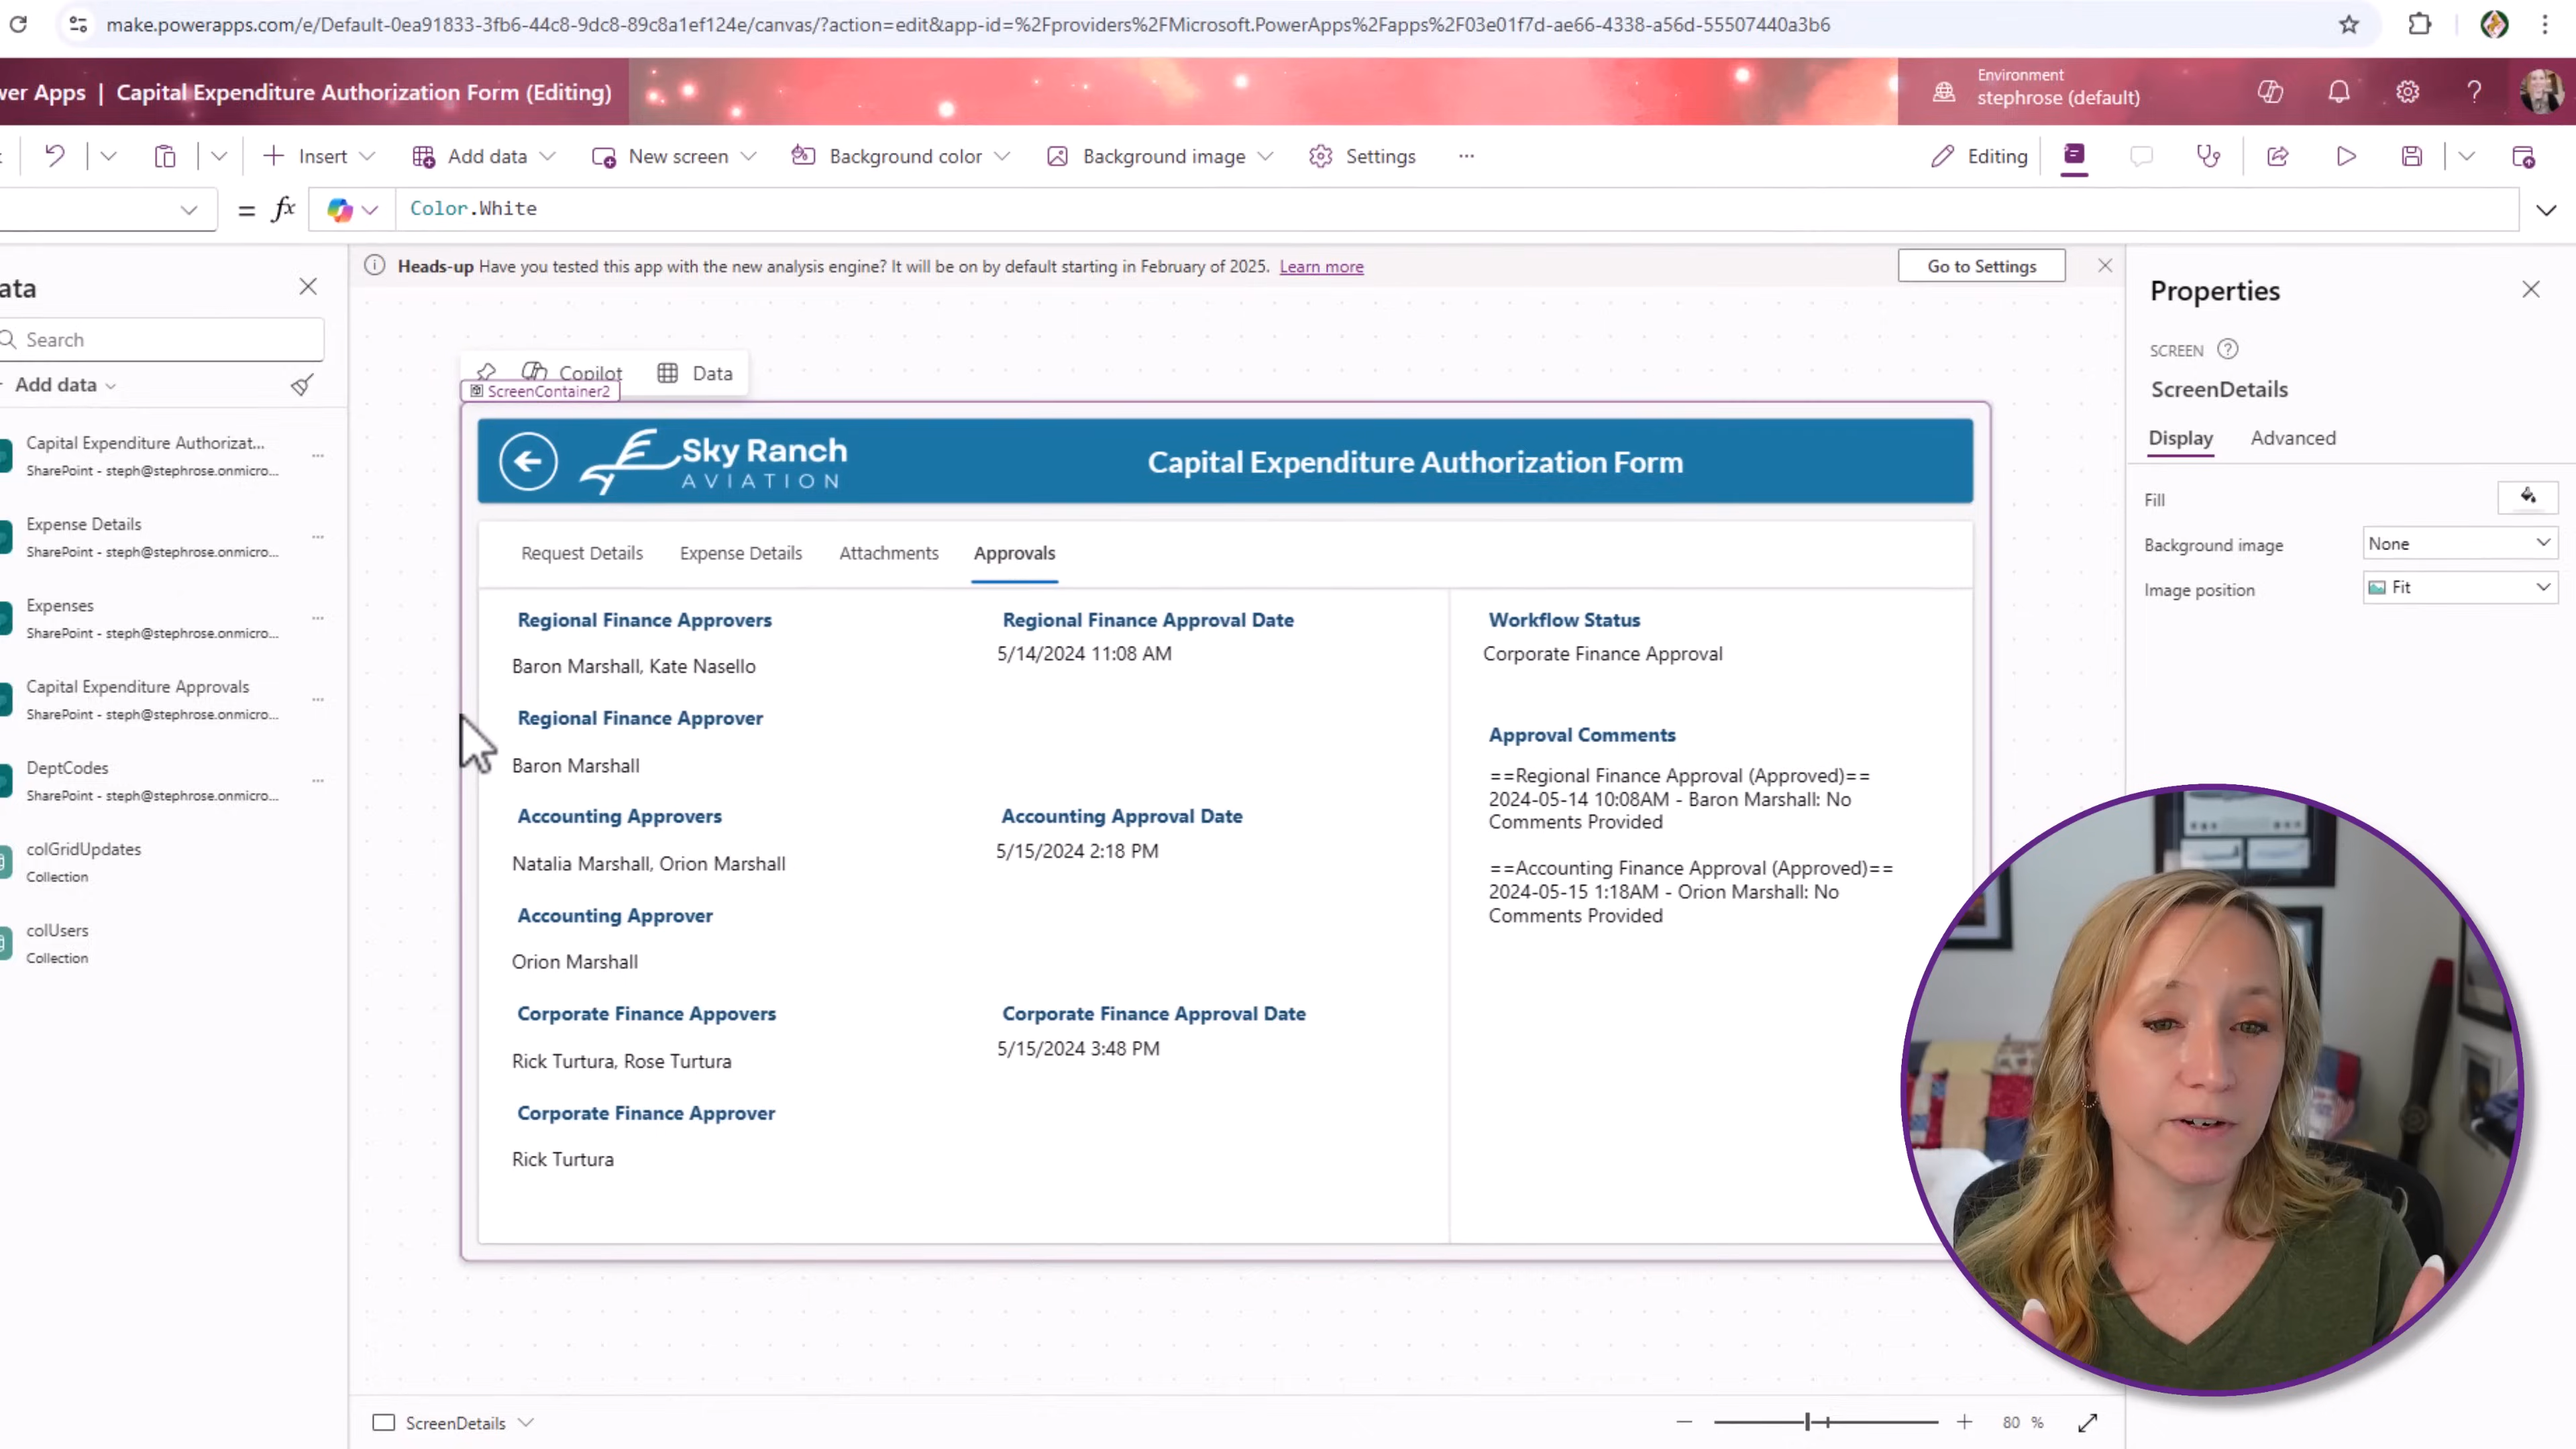 make.powerapps.com/e/Default-0ea91833-3fb6-44c8-9dc8-89c8a1ef124e/canvas/?action=edit&app-id=%2Fproviders%2FMicrosoft.PowerApps%2Fapps%2F03e01f7d-ae66-4338-a56d-55507440a3b6
ver Apps | Capital Expenditure Authorization Form (Editing)
Environment
stephrose (default)
Insert
Add data
New screen
Background color
Background image
Settings
Editing
= fx Color.White
ata
Search
Add data
Capital Expenditure Authorizat...
SharePoint - steph@stephrose.onmicro...
Expense Details
SharePoint - steph@stephrose.onmicro...
Expenses
SharePoint - steph@stephrose.onmicro...
Capital Expenditure Approvals
SharePoint - steph@stephrose.onmicro...
DeptCodes
SharePoint - steph@stephrose.onmicro...
colGridUpdates
Collection
colUsers
Collection
Heads-up Have you tested this app with the new analysis engine? It will be on by default starting in February of 2025. Learn more
Go to Settings
Copilot
Data
ScreenContainer2
Sky Ranch
AVIATION
Capital Expenditure Authorization Form
Request Details
Expense Details
Attachments
Approvals
Regional Finance Approvers
Baron Marshall, Kate Nasello
Regional Finance Approval Date
5/14/2024 11:08 AM
Regional Finance Approver
Baron Marshall
Accounting Approvers
Natalia Marshall, Orion Marshall
Accounting Approval Date
5/15/2024 2:18 PM
Accounting Approver
Orion Marshall
Corporate Finance Appovers
Rick Turtura, Rose Turtura
Corporate Finance Approval Date
5/15/2024 3:48 PM
Corporate Finance Approver
Rick Turtura
Workflow Status
Corporate Finance Approval
Approval Comments
==Regional Finance Approval (Approved)==
2024-05-14 10:08AM - Baron Marshall: No
Comments Provided
==Accounting Finance Approval (Approved)==
2024-05-15 1:18AM - Orion Marshall: No
Comments Provided
Properties
SCREEN
ScreenDetails
Display
Advanced
Fill
Background image
None
Image position
Fit
ScreenDetails
80 %